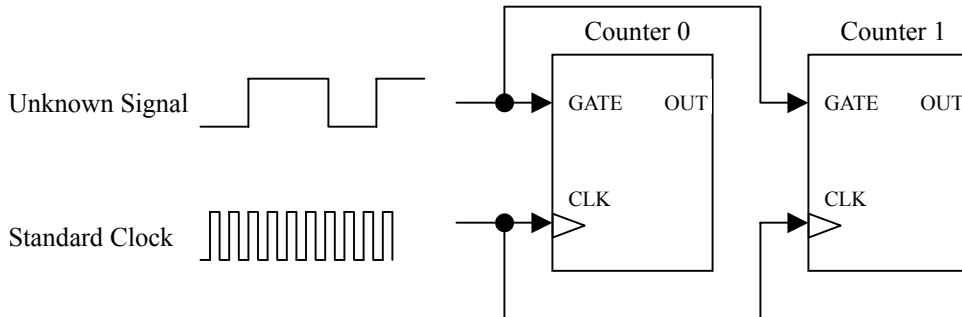 Counter 0
Counter 1
Unknown Signal
GATE OUT
GATE OUT
CLK
CLK
Standard Clock